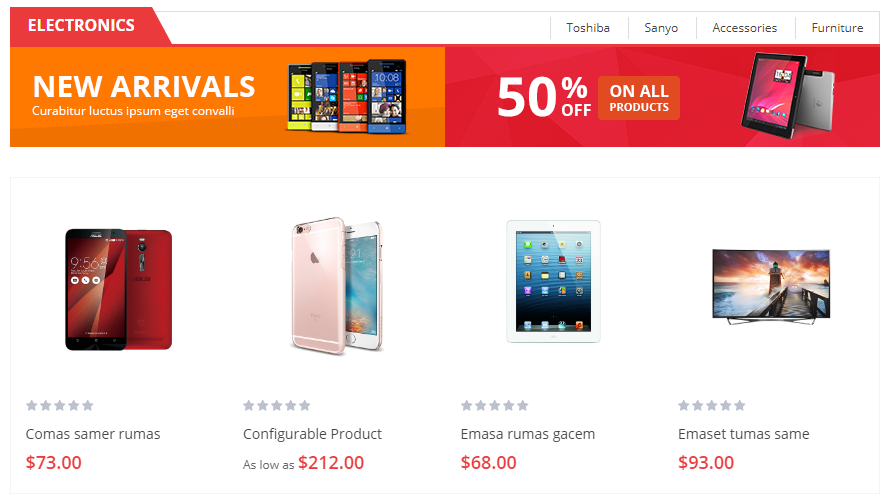 ELECTRONICS
Toshiba
Sanyo
Accessories
Furniture
NEW ARRIVALS
Curabitur luctus ipsum eget convalli
50% OFF
ON ALL
PRODUCTS
9:56
Comas samer rumas
$73.00
Configurable Product
As low as $212.00
Emasa rumas gacem
$68.00
Emaset tumas same
$93.00